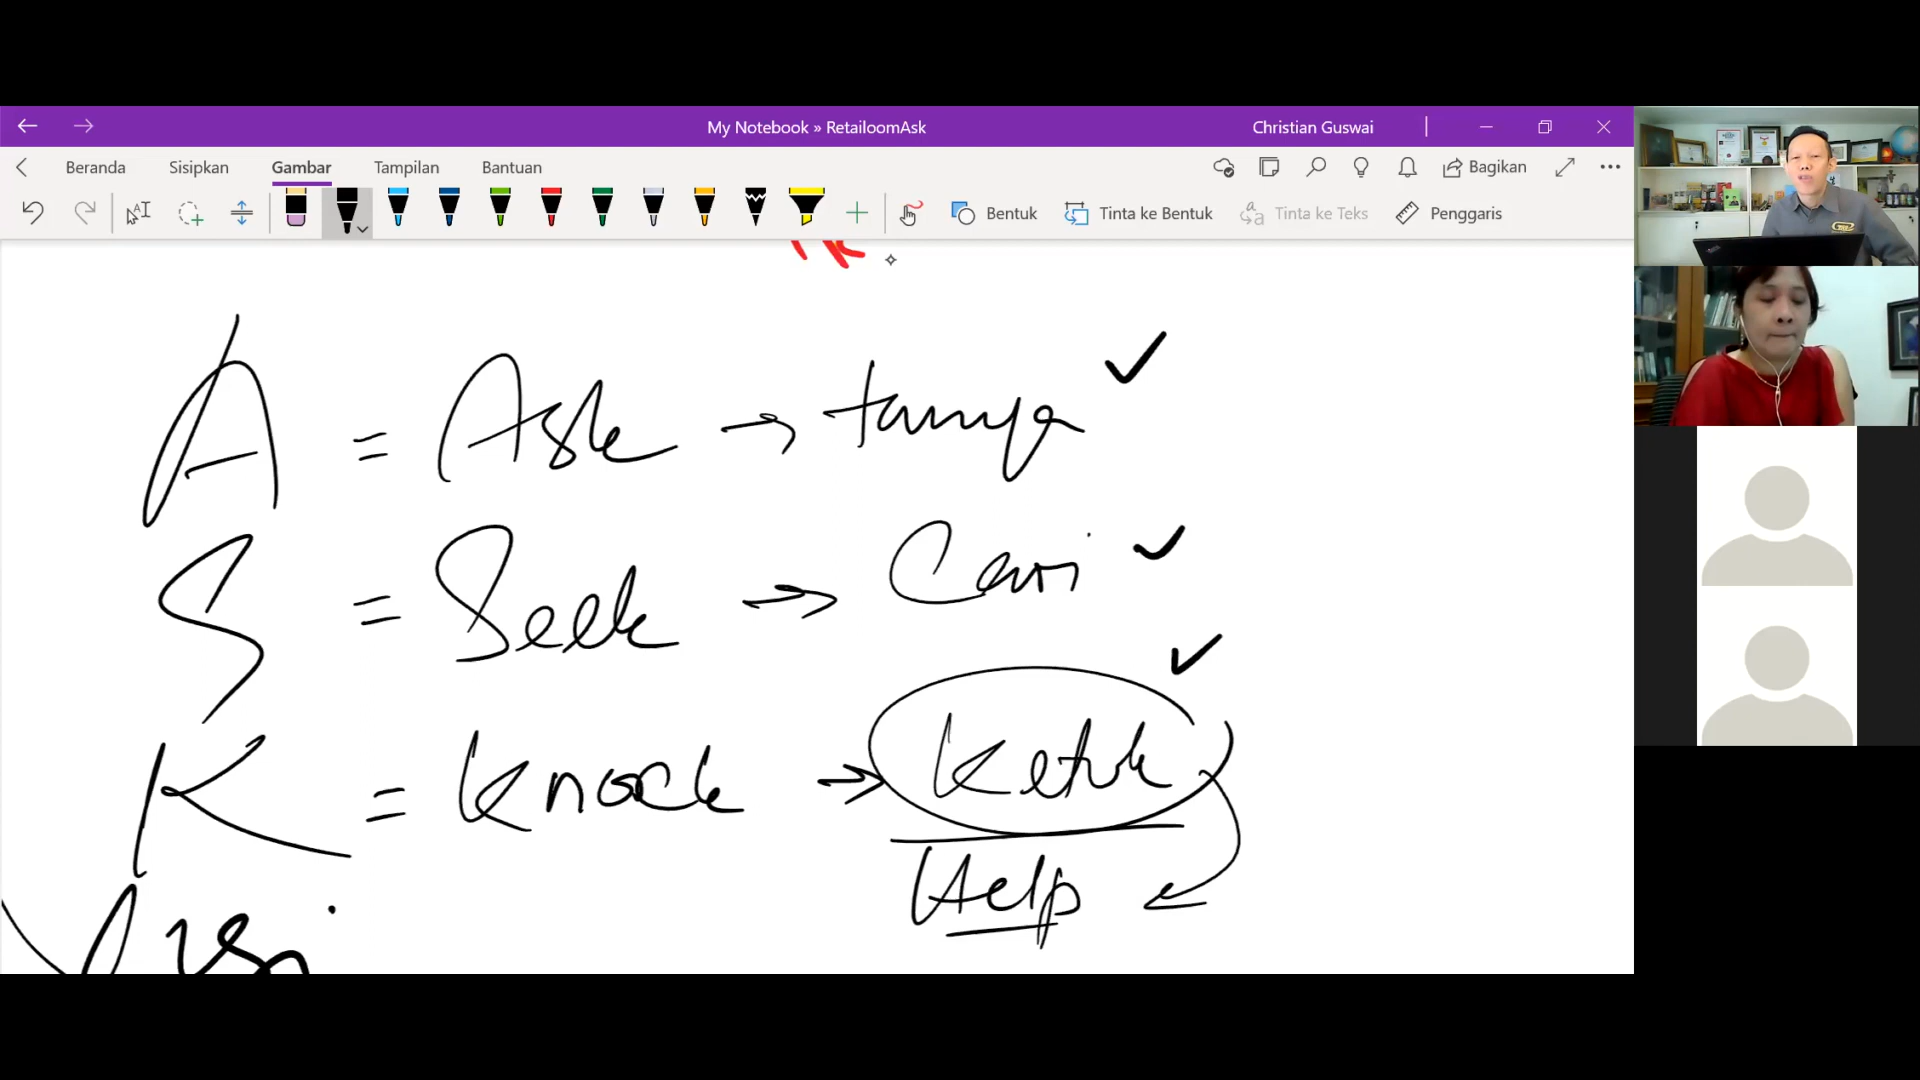 My Notebook » RetailoomAsk
Christian Guswai
Beranda Sisipkan Gambar Tampilan Bantuan Bagikan
Bentuk Tinta ke Bentuk Tinta ke Teks Penggaris
A = Ask → tanya ✓
S = Seek → Cari ✓
K = Knock → Ketuk ✓
Help